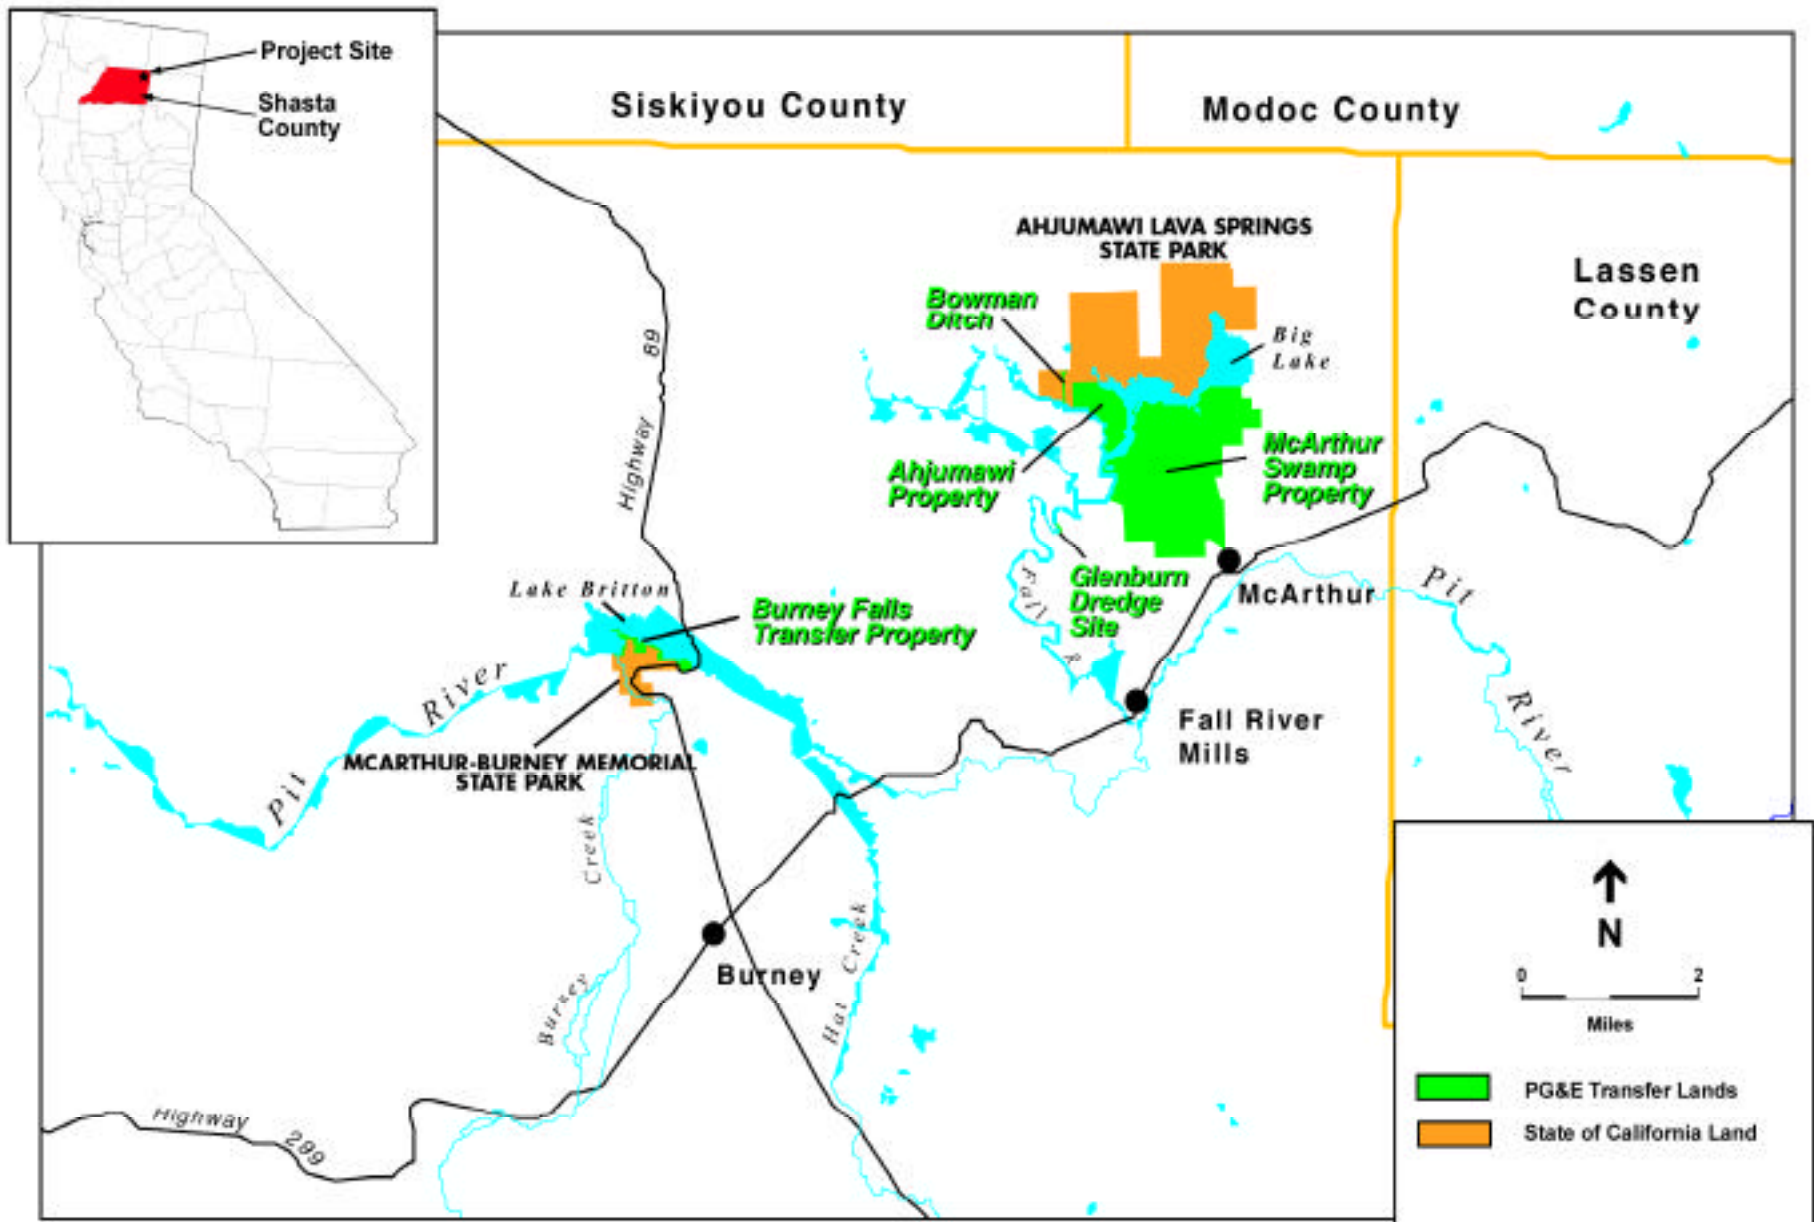 Project Site
Shasta
County
Siskiyou County
Modoc County
Lassen
County
AHJUMAWI LAVA SPRINGS
STATE PARK
Bowman
Ditch
Big
Lake
Highway 89
Ahjumawi
Property
McArthur
Swamp
Property
Glenburn
Dredge
Site
Fall R
McArthur
Pit
River
Lake Britton
Burney Falls
Transfer Property
Pit River
MCARTHUR-BURNEY MEMORIAL
STATE PARK
Fall River
Mills
Burney Creek
Hat Creek
Burney
Highway 299
N
0 2
Miles
PG&E Transfer Lands
State of California Land